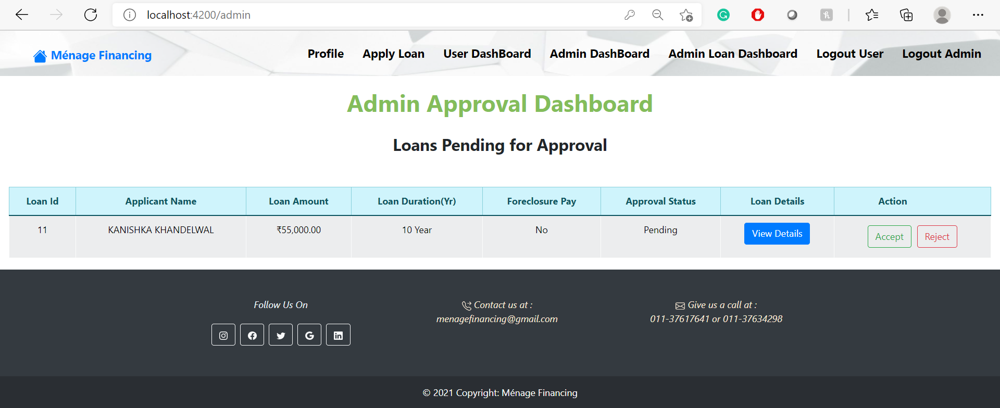 localhost:4200/admin
Ménage Financing Profile Apply Loan User DashBoard Admin DashBoard Admin Loan Dashboard Logout User Logout Admin
Admin Approval Dashboard
Loans Pending for Approval
Loan Id Applicant Name Loan Amount Loan Duration(Yr) Foreclosure Pay Approval Status Loan Details Action
11 KANISHKA KHANDELWAL ₹55,000.00 10 Year No Pending View Details Accept Reject
Follow Us On
Contact us at :
menagefinancing@gmail.com
Give us a call at :
011-37617641 or 011-37634298
© 2021 Copyright: Ménage Financing